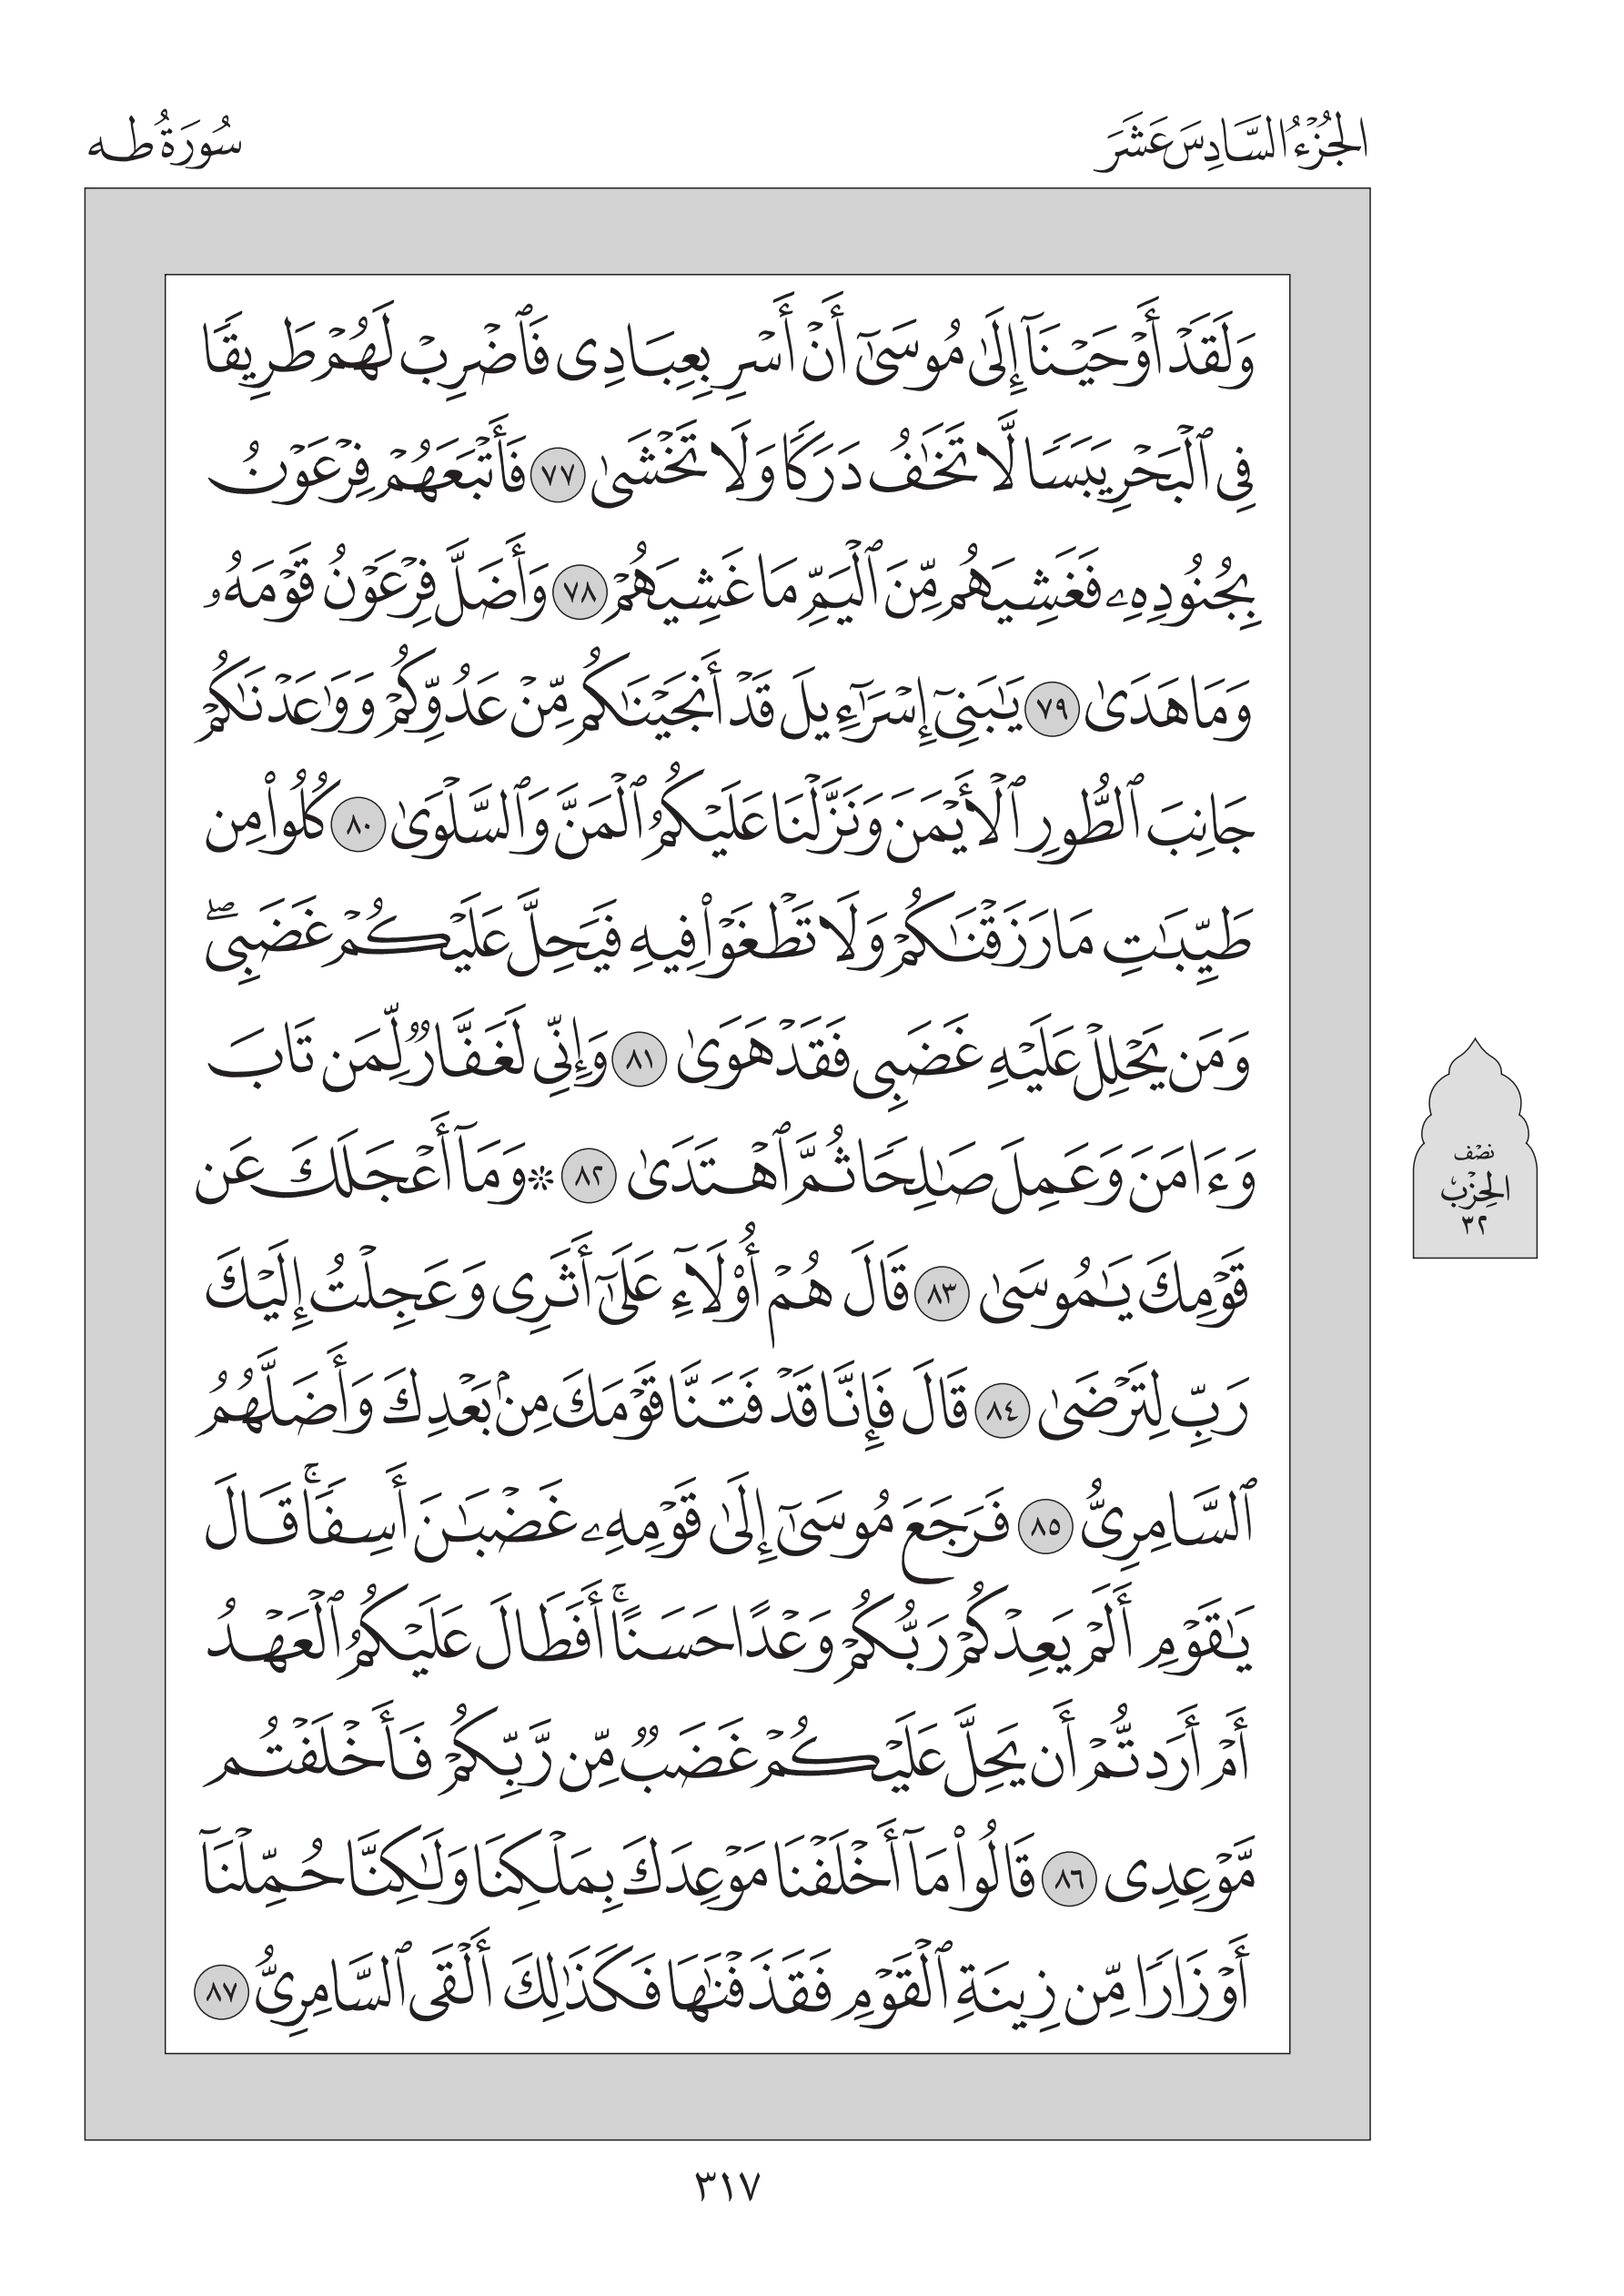 الجُزْءُ السَّادِسَ عَشَرَ
سُورَةُ طه
وَلَقَدْ أَوْحَيْنَآ إِلَىٰ مُوسَىٰٓ أَنْ أَسْرِ بِعِبَادِى فَٱضْرِبْ لَهُمْ طَرِيقًا
فِى ٱلْبَحْرِ يَبَسًا لَّا تَخَٰفُ دَرَكًا وَلَا تَخْشَىٰ ٧٧ فَأَتْبَعَهُمْ فِرْعَوْنُ
بِجُنُودِهِۦ فَغَشِيَهُم مِّنَ ٱلْيَمِّ مَا غَشِيَهُمْ ٧٨ وَأَضَلَّ فِرْعَوْنُ قَوْمَهُۥ
وَمَا هَدَىٰ ٧٩ يَٰبَنِىٓ إِسْرَٰٓءِيلَ قَدْ أَنجَيْنَٰكُم مِّنْ عَدُوِّكُمْ وَوَٰعَدْنَٰكُمْ
جَانِبَ ٱلطُّورِ ٱلْأَيْمَنَ وَنَزَّلْنَا عَلَيْكُمُ ٱلْمَنَّ وَٱلسَّلْوَىٰ ٨٠ كُلُوا۟ مِن
طَيِّبَٰتِ مَا رَزَقْنَٰكُمْ وَلَا تَطْغَوْا۟ فِيهِ فَيَحِلَّ عَلَيْكُمْ غَضَبِىۖ
وَمَن يَحْلِلْ عَلَيْهِ غَضَبِى فَقَدْ هَوَىٰ ٨١ وَإِنِّى لَغَفَّارٌ لِّمَن تَابَ
وَءَامَنَ وَعَمِلَ صَٰلِحًا ثُمَّ ٱهْتَدَىٰ ٨٢ ۞ وَمَآ أَعْجَلَكَ عَن
قَوْمِكَ يَٰمُوسَىٰ ٨٣ قَالَ هُمْ أُو۟لَآءِ عَلَىٰٓ أَثَرِى وَعَجِلْتُ إِلَيْكَ
رَبِّ لِتَرْضَىٰ ٨٤ قَالَ فَإِنَّا قَدْ فَتَنَّا قَوْمَكَ مِنۢ بَعْدِكَ وَأَضَلَّهُمُ
ٱلسَّامِرِىُّ ٨٥ فَرَجَعَ مُوسَىٰٓ إِلَىٰ قَوْمِهِۦ غَضْبَٰنَ أَسِفًاۚ قَالَ
يَٰقَوْمِ أَلَمْ يَعِدْكُمْ رَبُّكُمْ وَعْدًا حَسَنًاۚ أَفَطَالَ عَلَيْكُمُ ٱلْعَهْدُ
أَمْ أَرَدتُّمْ أَن يَحِلَّ عَلَيْكُمْ غَضَبٌ مِّن رَّبِّكُمْ فَأَخْلَفْتُم
مَّوْعِدِى ٨٦ قَالُوا۟ مَآ أَخْلَفْنَا مَوْعِدَكَ بِمَلْكِنَا وَلَٰكِنَّا حُمِّلْنَآ
أَوْزَارًا مِّن زِينَةِ ٱلْقَوْمِ فَقَذَفْنَٰهَا فَكَذَٰلِكَ أَلْقَى ٱلسَّامِرِىُّ ٨٧
نصْف
الحِزْبْ
٣٢
٣١٧